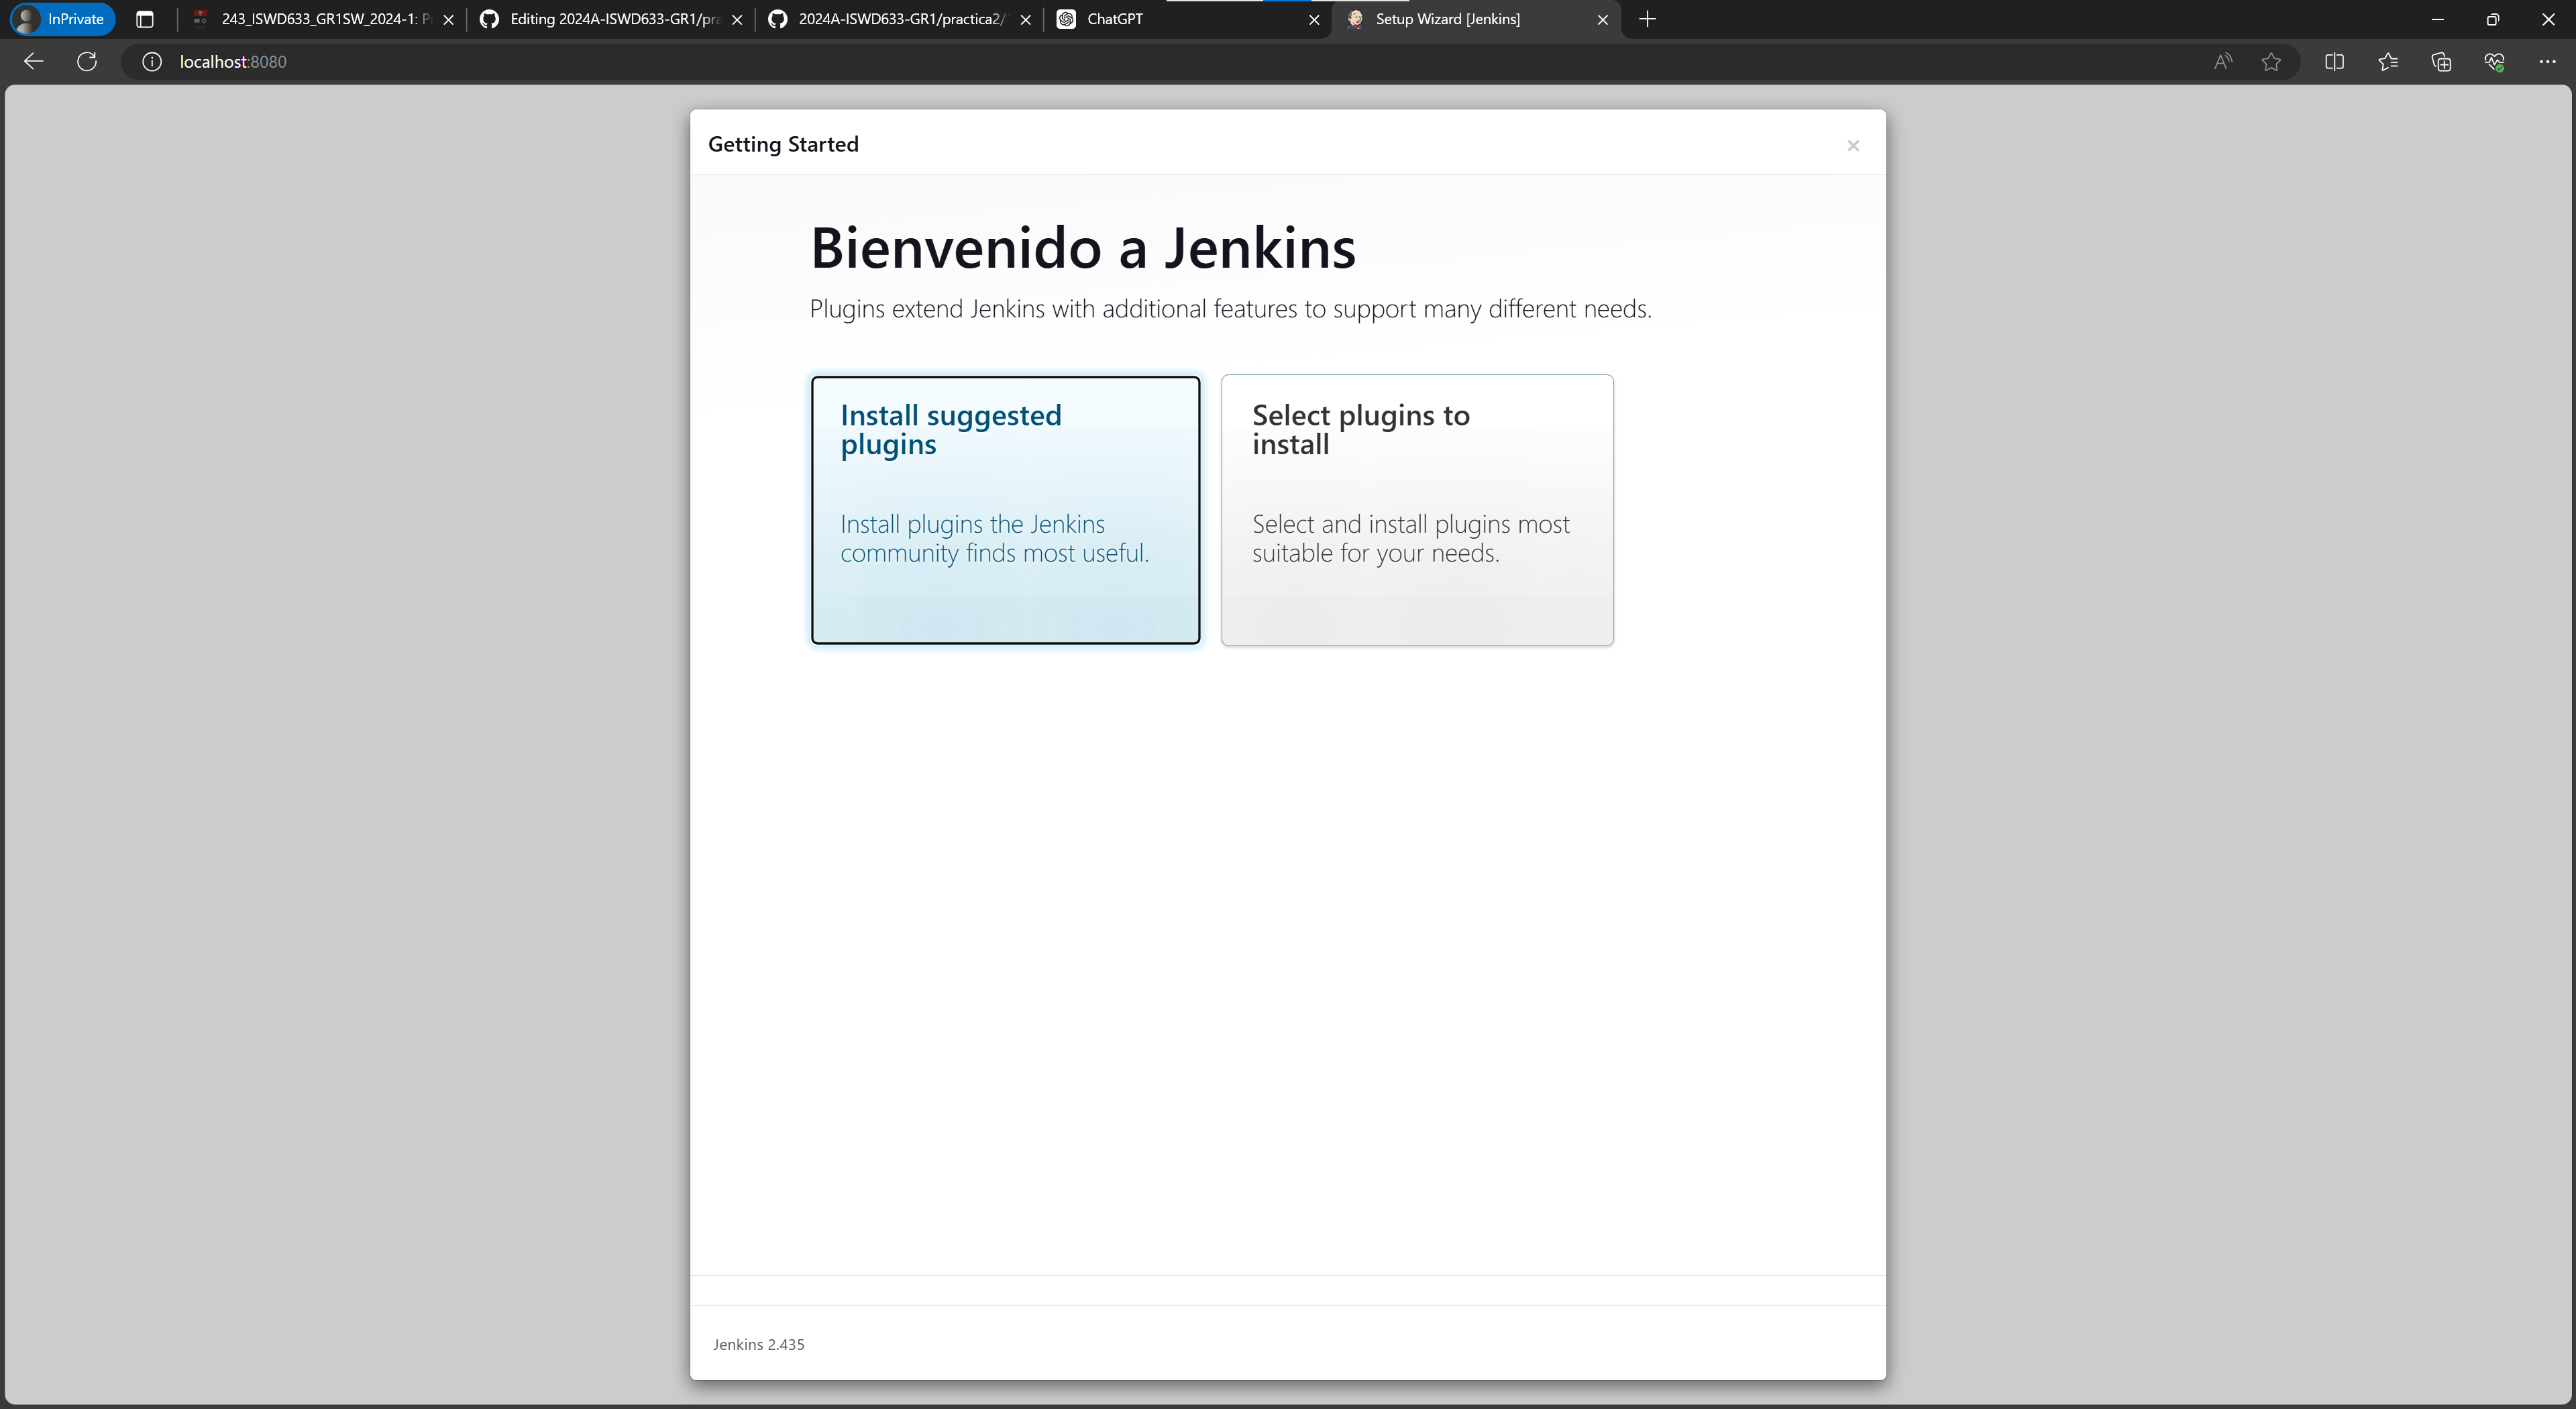 InPrivate
243_ISWD633_GR1SW_2024-1: P
Editing 2024A-ISWD633-GR1/pra
2024A-ISWD633-GR1/practica2/
ChatGPT
Setup Wizard [Jenkins]
localhost:8080
Getting Started
Bienvenido a Jenkins
Plugins extend Jenkins with additional features to support many different needs.
Install suggested
plugins
Install plugins the Jenkins
community finds most useful.
Select plugins to
install
Select and install plugins most
suitable for your needs.
Jenkins 2.435